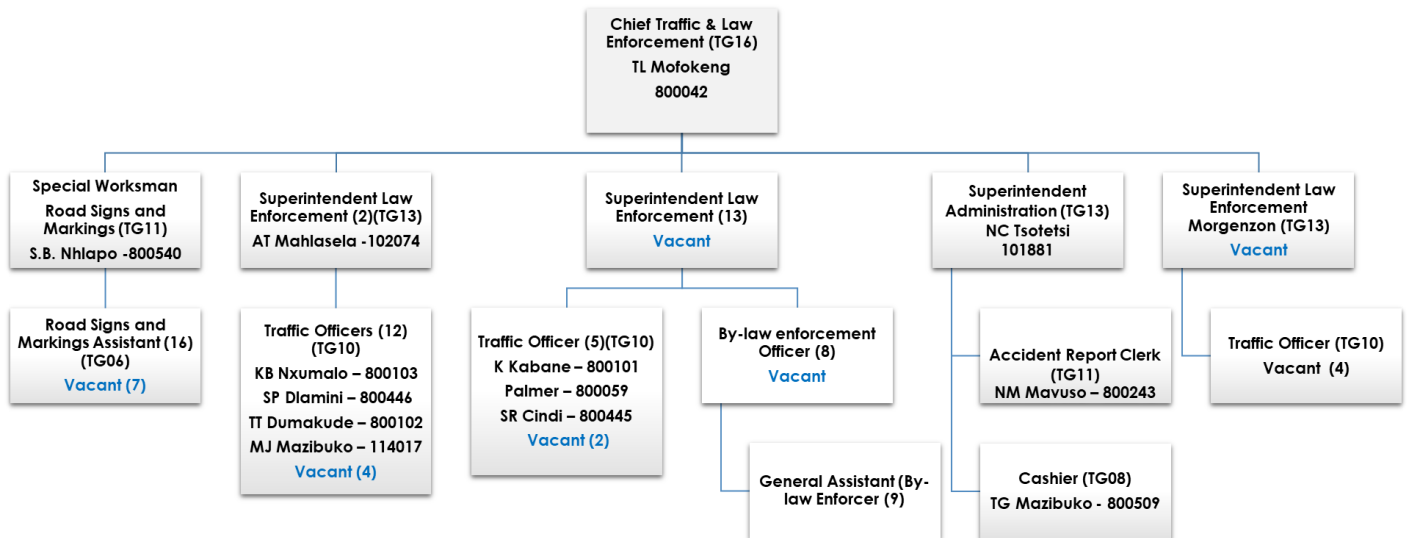 Chief Traffic & Law
Enforcement (TG16)
TL Mofokeng
800042
Special Worksman
Road Signs and
Markings (TG11)
S.B. Nhlapo -800540
Superintendent Law
Enforcement (2)(TG13)
AT Mahlasela -102074
Superintendent Law
Enforcement (13)
Vacant
Superintendent
Administration (TG13)
NC Tsotetsi
101881
Superintendent Law
Enforcement
Morgenzon (TG13)
Vacant
Road Signs and
Markings Assistant (16)
(TG06)
Vacant (7)
Traffic Officers (12)
(TG10)
KB Nxumalo – 800103
SP Dlamini – 800446
TT Dumakude – 800102
MJ Mazibuko – 114017
Vacant (4)
Traffic Officer (5)(TG10)
K Kabane – 800101
Palmer – 800059
SR Cindi – 800445
Vacant (2)
By-law enforcement
Officer (8)
Vacant
General Assistant (By-
law Enforcer (9)
Accident Report Clerk
(TG11)
NM Mavuso – 800243
Cashier (TG08)
TG Mazibuko - 800509
Traffic Officer (TG10)
Vacant (4)